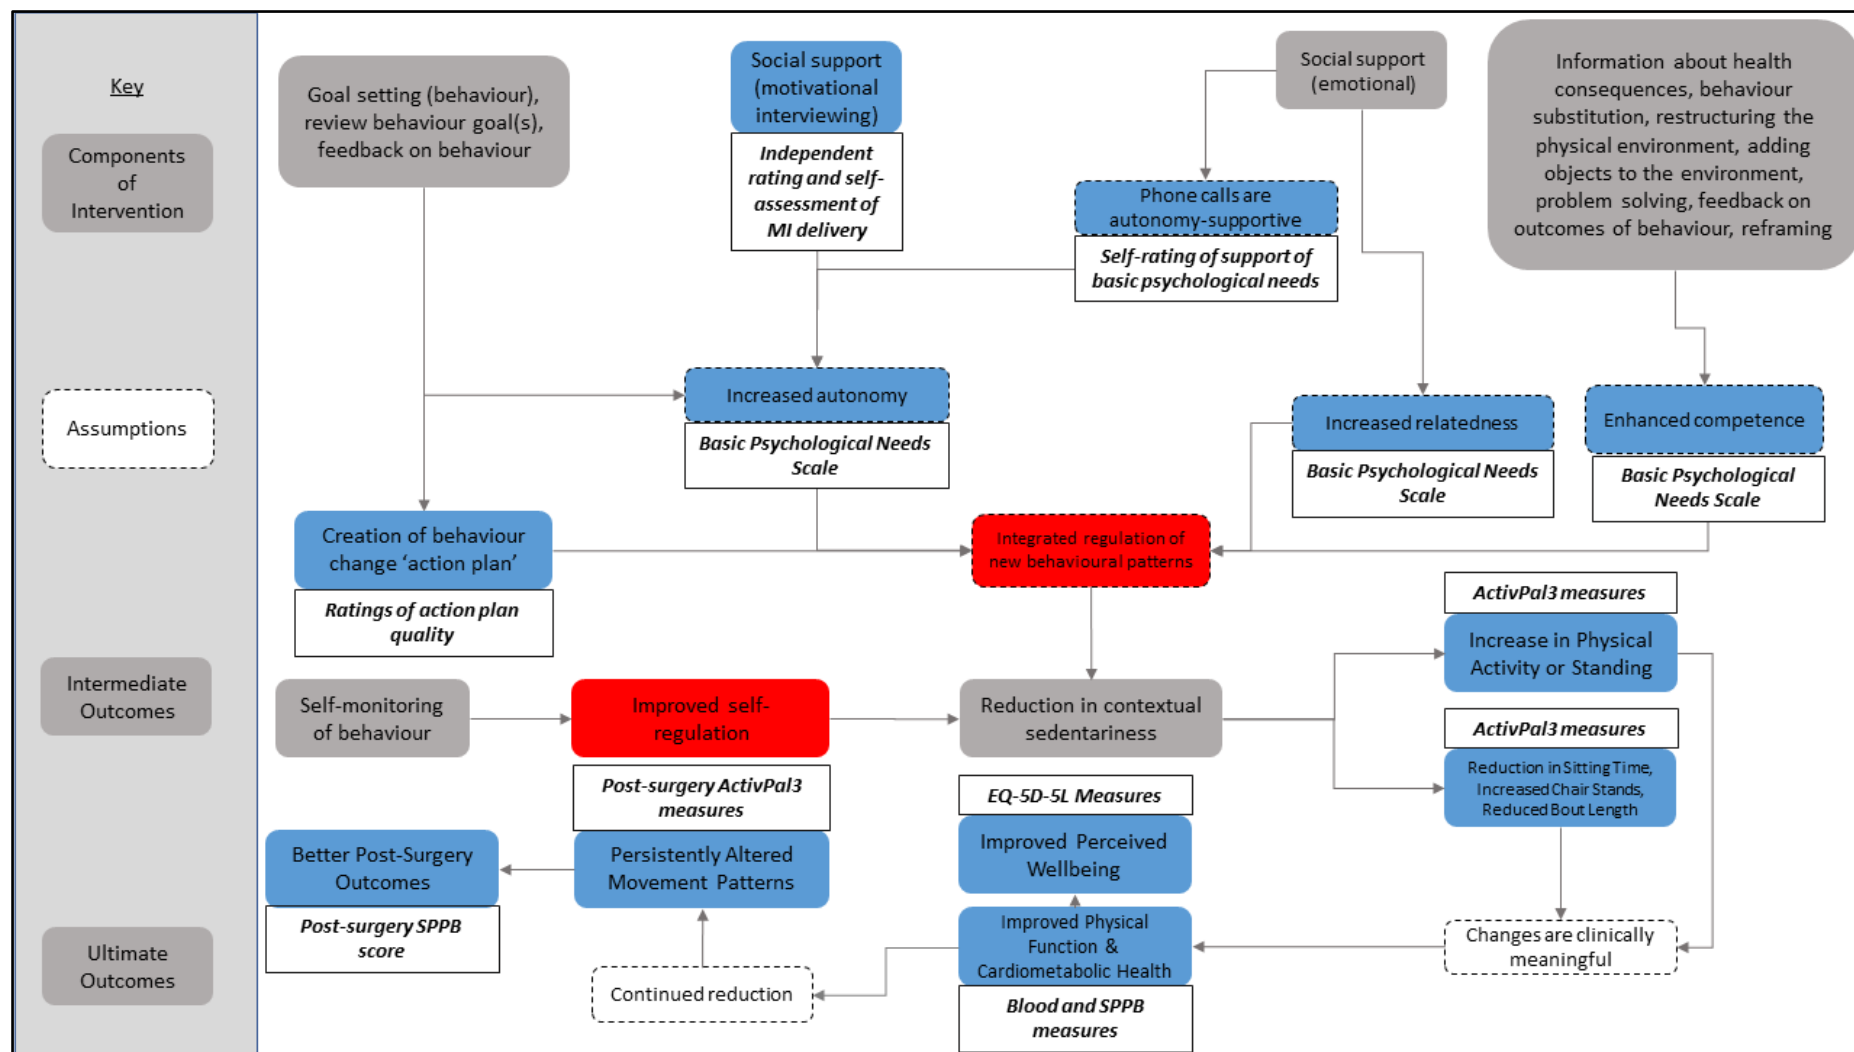 Key
Components
of
Intervention
Assumptions
Intermediate
Outcomes
Ultimate
Outcomes
Goal setting (behaviour),
review behaviour goal(s),
feedback on behaviour
Social support
(motivational
interviewing)
Independent
rating and self-
assessment of
MI delivery
Social support
(emotional)
Phone calls are
autonomy-supportive
Self-rating of support of
basic psychological needs
Information about health
consequences, behaviour
substitution, restructuring the
physical environment, adding
objects to the environment,
problem solving, feedback on
outcomes of behaviour, reframing
Increased autonomy
Basic Psychological Needs
Scale
Increased relatedness
Basic Psychological Needs
Scale
Enhanced competence
Basic Psychological
Needs Scale
Creation of behaviour
change ‘action plan’
Ratings of action plan
quality
Integrated regulation of
new behavioural patterns
ActivPal3 measures
Increase in Physical
Activity or Standing
Self-monitoring
of behaviour
Improved self-
regulation
Reduction in contextual
sedentariness
ActivPal3 measures
Reduction in Sitting Time,
Increased Chair Stands,
Reduced Bout Length
Post-surgery ActivPal3
measures
Persistently Altered
Movement Patterns
Better Post-Surgery
Outcomes
Post-surgery SPPB
score
EQ-5D-5L Measures
Improved Perceived
Wellbeing
Improved Physical
Function &
Cardiometabolic Health
Blood and SPPB
measures
Changes are clinically
meaningful
Continued reduction